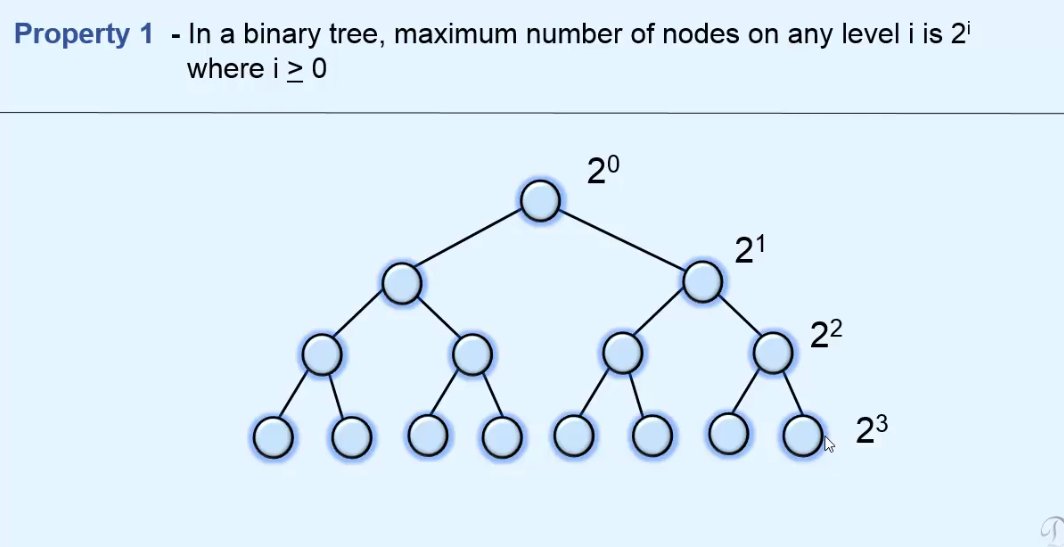 Property 1 - In a binary tree, maximum number of nodes on any level i is 2ⁱ
where i ≥ 0
2⁰
2¹
2²
2³